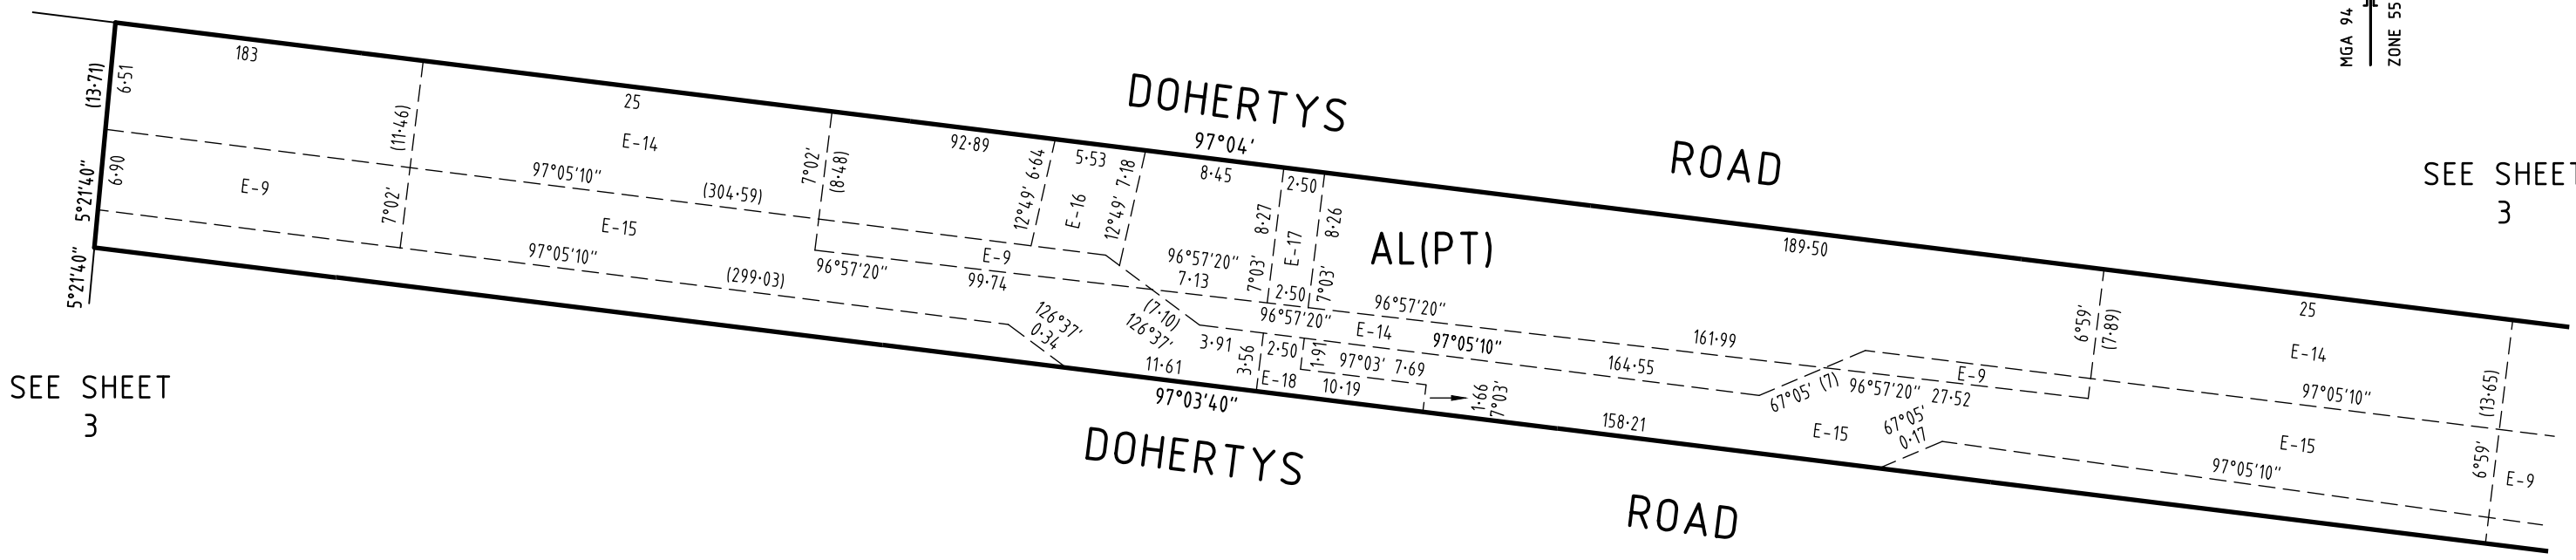 MGA 94
ZONE 55
183
(13·71)
6·51
6·90
5°21'40"
5°21'40"
E-9
(11·46)
7°02'
25
E-14
97°05'10"
(304·59)
E-15
97°05'10"
(299·03)
7°02'
(8·48)
92·89
12°49' 6·64
5·53
E-16
12°49' 7·18
DOHERTYS
97°04'
8·45
2·50
8·27
E-17
8·26
7°03'
7°03'
2·50
AL(PT)
ROAD
189·50
SEE SHEET
3
E-9
96°57'20"
99·74
96°57'20"
7·13
(7·10)
126°37'
126°37'
0·34
96°57'20"
96°57'20"
E-14
97°05'10"
161·99
164·55
3·91
3·56
2·50
1·91
97°03' 7·69
E-18
10·19
1·66
7°03'
11·61
97°03'40"
158·21
67°05' (7)
96°57'20" 27·52
E-9
6°59'
(7·89)
25
E-14
97°05'10"
(13·65)
6°59'
E-15
67°05'
0·17
E-15
97°05'10"
E-9
SEE SHEET
3
DOHERTYS
ROAD